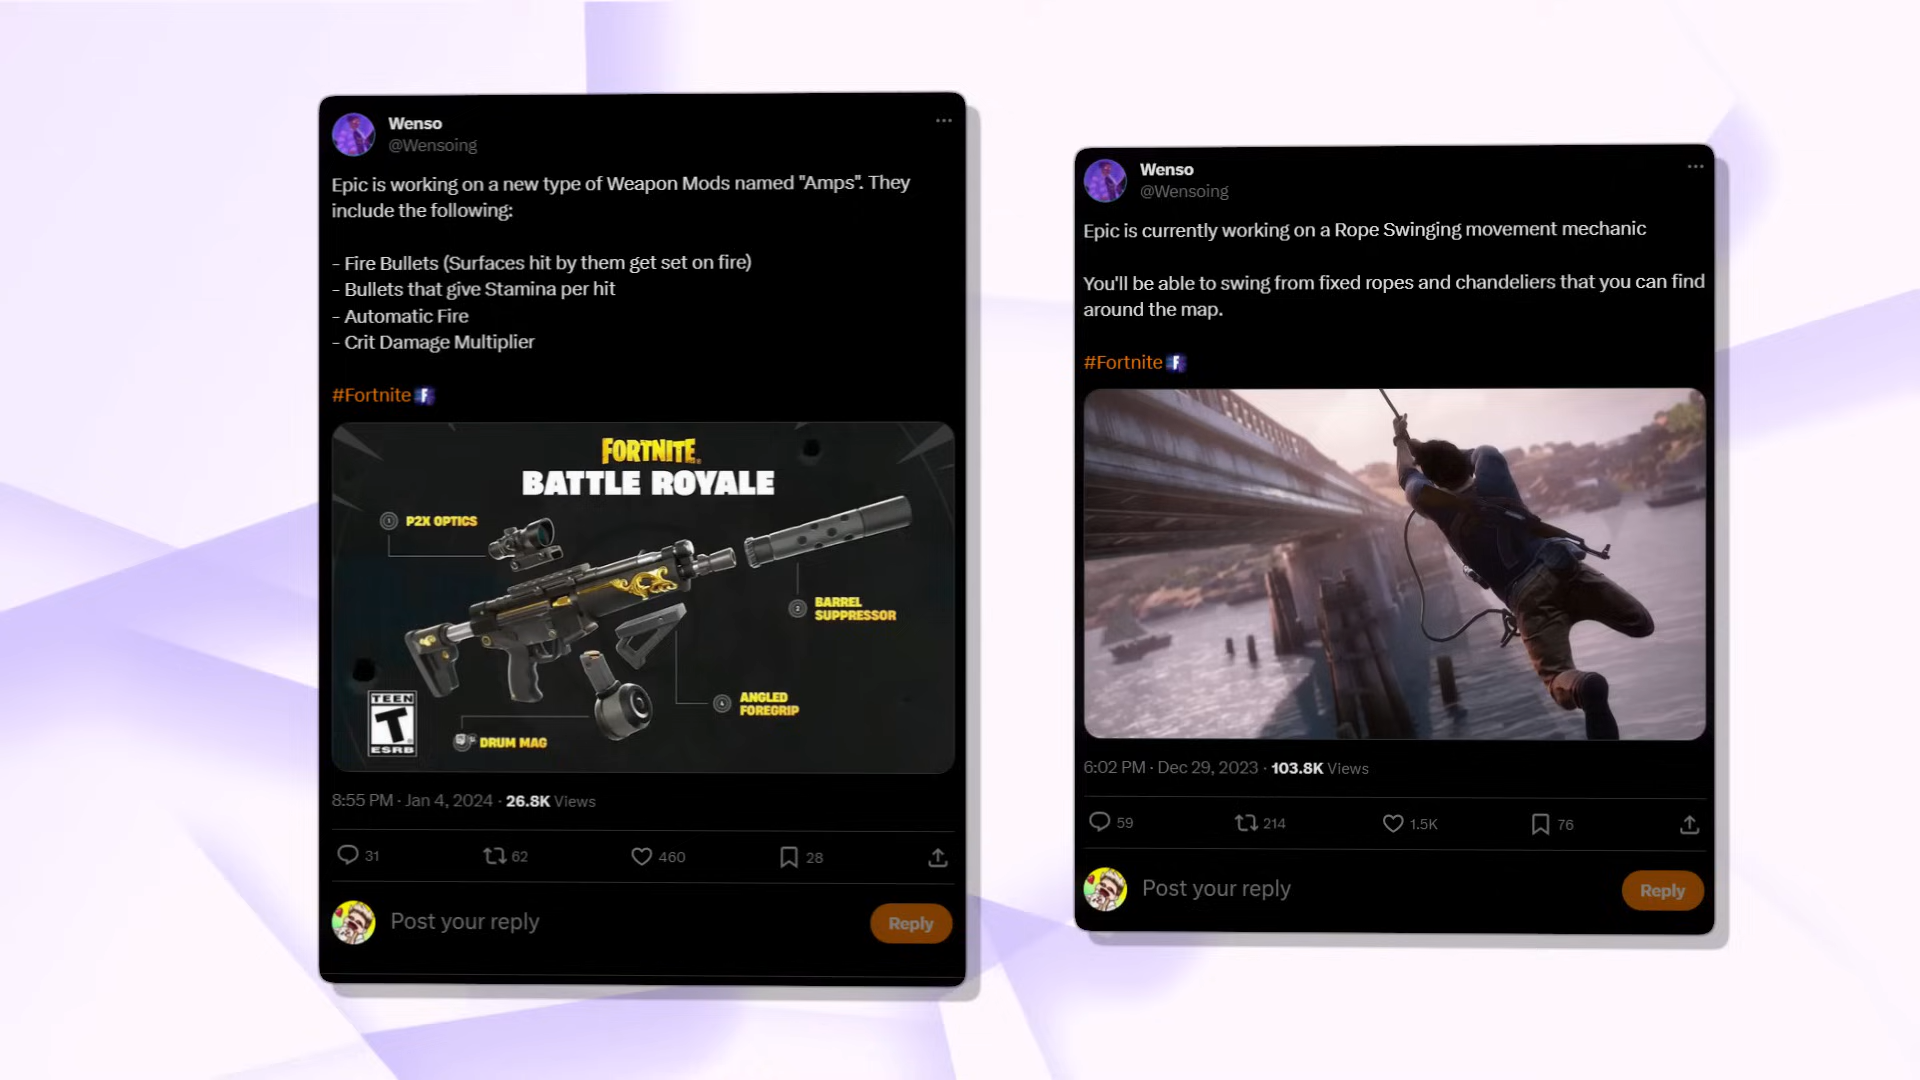 Wenso
@Wensoing
Epic is working on a new type of Weapon Mods named "Amps". They
include the following:
- Fire Bullets (Surfaces hit by them get set on fire)
- Bullets that give Stamina per hit
- Automatic Fire
- Crit Damage Multiplier
#Fortnite
FORTNITE
BATTLE ROYALE
1
P2X OPTICS
2
BARREL
SUPPRESSOR
4
ANGLED
FOREGRIP
DRUM MAG
TEEN
T
ESRB
8:55 PM · Jan 4, 2024 · 26.8K Views
31
62
460
28
Post your reply
Reply
Wenso
@Wensoing
Epic is currently working on a Rope Swinging movement mechanic
You'll be able to swing from fixed ropes and chandeliers that you can find
around the map.
#Fortnite
6:02 PM · Dec 29, 2023 · 103.8K Views
59
214
1.5K
76
Post your reply
Reply